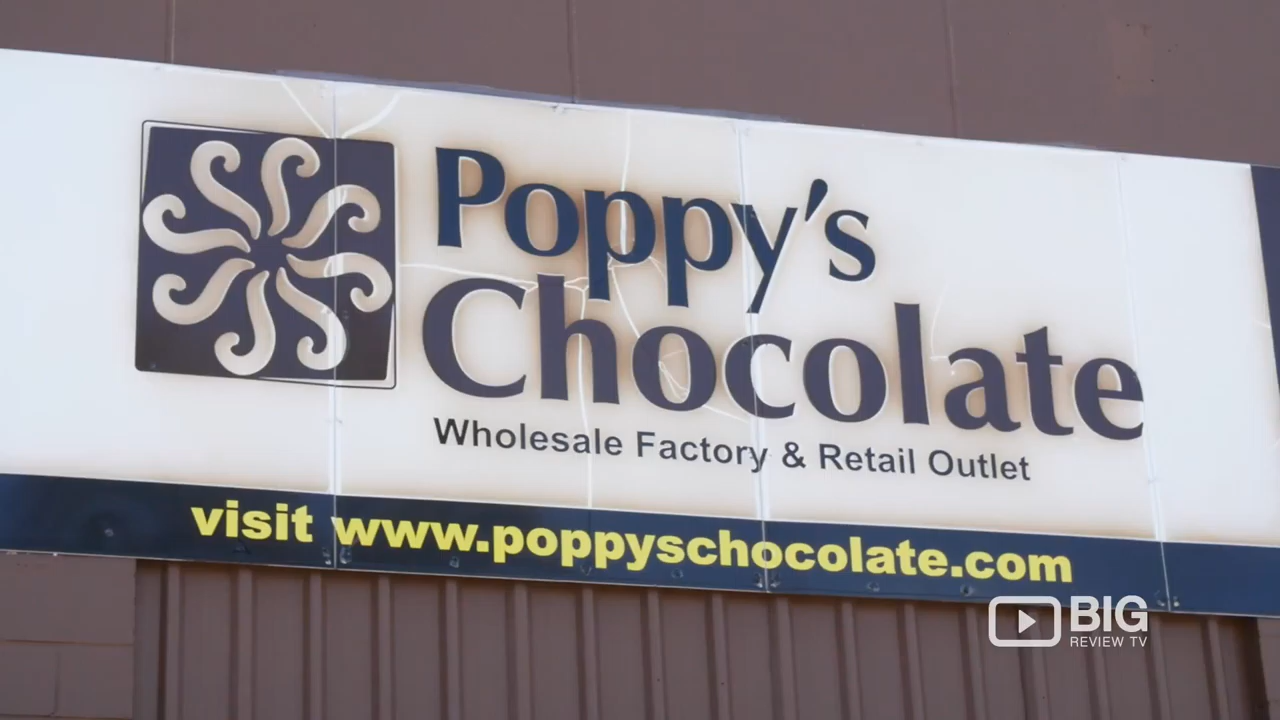 Poppy's
Chocolate
Wholesale Factory & Retail Outlet
visit www.poppyschocolate.com
BIG
REVIEW TV